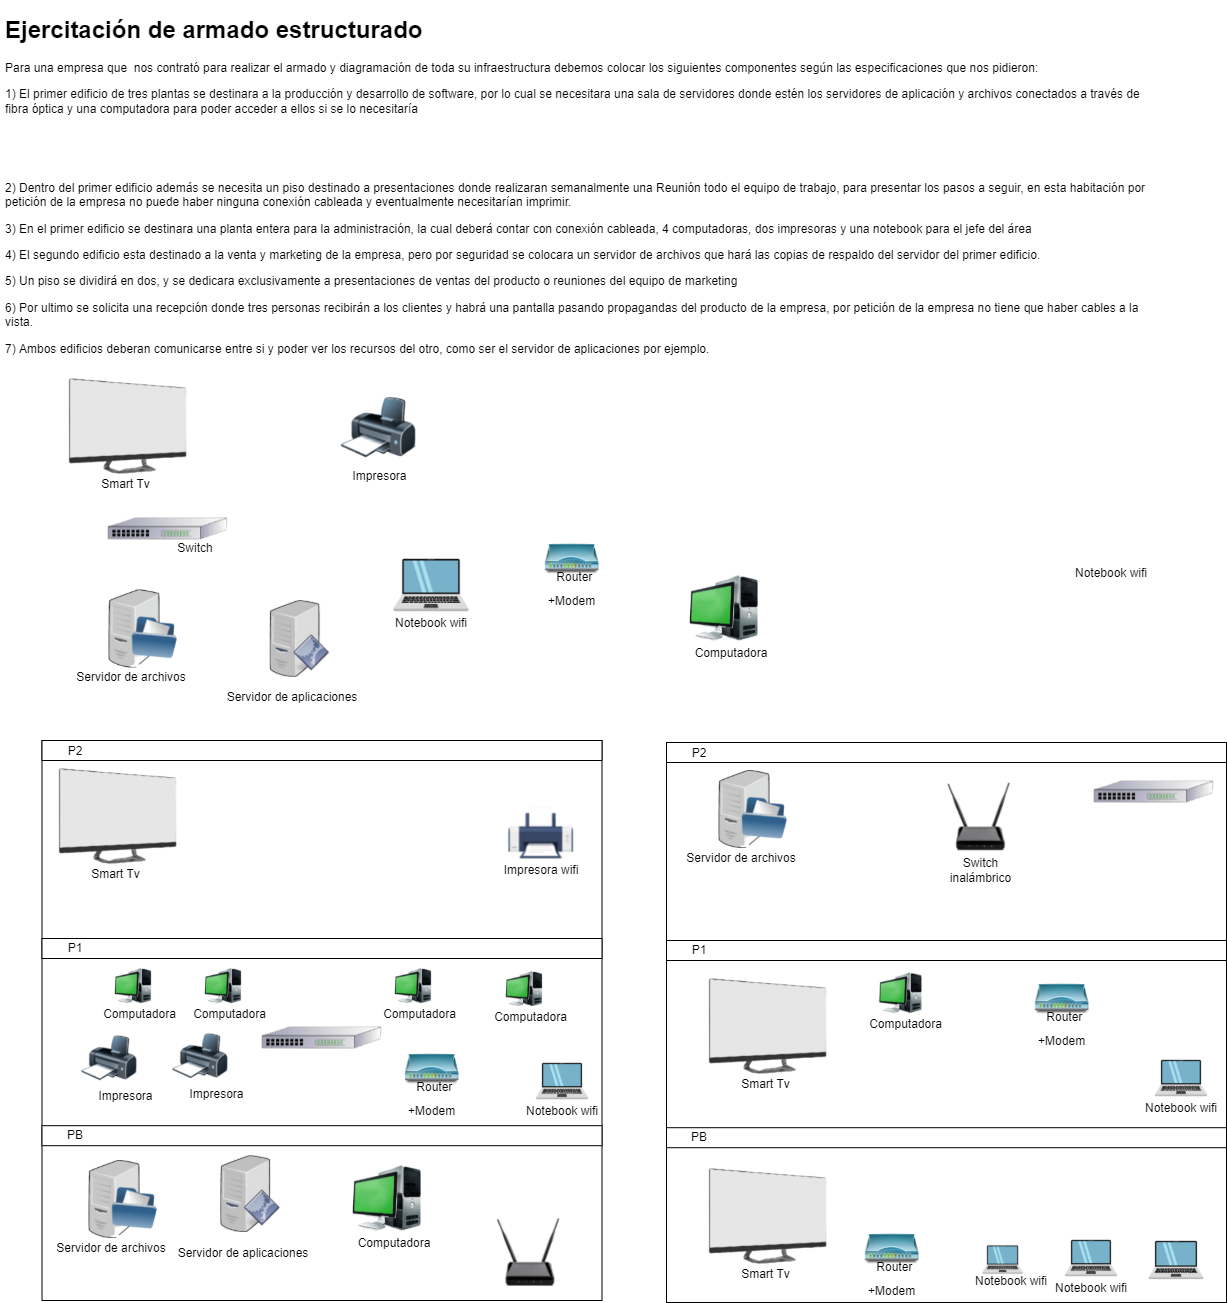 Ejercitación de armado estructurado
Para una empresa que  nos contrató para realizar el armado y diagramación de toda su infraestructura debemos colocar los siguientes componentes según las especificaciones que nos pidieron:
1) El primer edificio de tres plantas se destinara a la producción y desarrollo de software, por lo cual se necesitara una sala de servidores donde estén los servidores de aplicación y archivos conectados a través de
fibra óptica y una computadora para poder acceder a ellos si se lo necesitaría
2) Dentro del primer edificio además se necesita un piso destinado a presentaciones donde realizaran semanalmente una Reunión todo el equipo de trabajo, para presentar los pasos a seguir, en esta habitación por
petición de la empresa no puede haber ninguna conexión cableada y eventualmente necesitarían imprimir.
3) En el primer edificio se destinara una planta entera para la administración, la cual deberá contar con conexión cableada, 4 computadoras, dos impresoras y una notebook para el jefe del área
4) El segundo edificio esta destinado a la venta y marketing de la empresa, pero por seguridad se colocara un servidor de archivos que hará las copias de respaldo del servidor del primer edificio.
5) Un piso se dividirá en dos, y se dedicara exclusivamente a presentaciones de ventas del producto o reuniones del equipo de marketing
6) Por ultimo se solicita una recepción donde tres personas recibirán a los clientes y habrá una pantalla pasando propagandas del producto de la empresa, por petición de la empresa no tiene que haber cables a la
vista.
7) Ambos edificios deberan comunicarse entre si y poder ver los recursos del otro, como ser el servidor de aplicaciones por ejemplo.
Smart Tv
Impresora
Switch
Notebook wifi
Router
+Modem
Computadora
Notebook wifi
Servidor de archivos
Servidor de aplicaciones
P2
Smart Tv
Impresora wifi
P1
Computadora
Computadora
Computadora
Computadora
Impresora
Impresora
Router
+Modem
Notebook wifi
PB
Servidor de archivos
Servidor de aplicaciones
Computadora
P2
Servidor de archivos
Switch
inalámbrico
P1
Smart Tv
Computadora
Router
+Modem
Notebook wifi
PB
Smart Tv
Router
+Modem
Notebook wifi
Notebook wifi